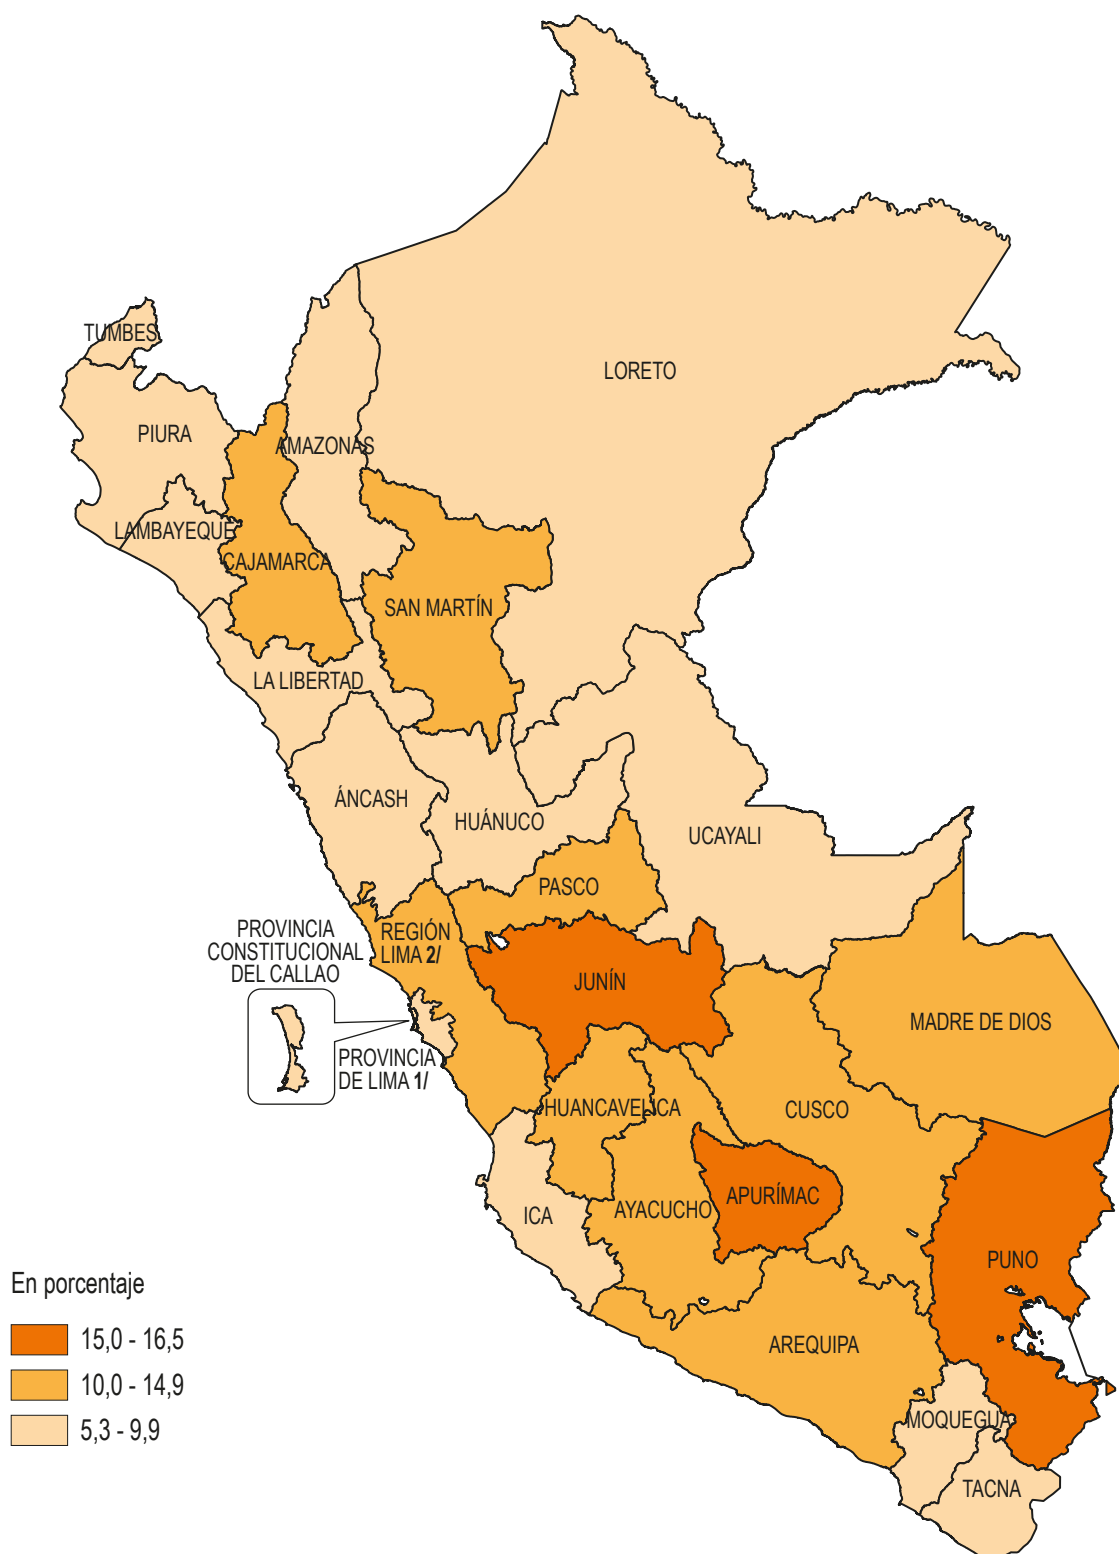 TUMBES
LORETO
PIURA
AMAZONAS
LAMBAYEQUE
CAJAMARCA
SAN MARTÍN
LA LIBERTAD
ÁNCASH
HUÁNUCO
UCAYALI
PASCO
PROVINCIA
CONSTITUCIONAL
DEL CALLAO
REGIÓN
LIMA 2/
JUNÍN
MADRE DE DIOS
PROVINCIA
DE LIMA 1/
HUANCAVELICA
CUSCO
APURÍMAC
AYACUCHO
ICA
PUNO
AREQUIPA
MOQUEGUA
TACNA
En porcentaje
15,0 - 16,5
10,0 - 14,9
5,3 - 9,9